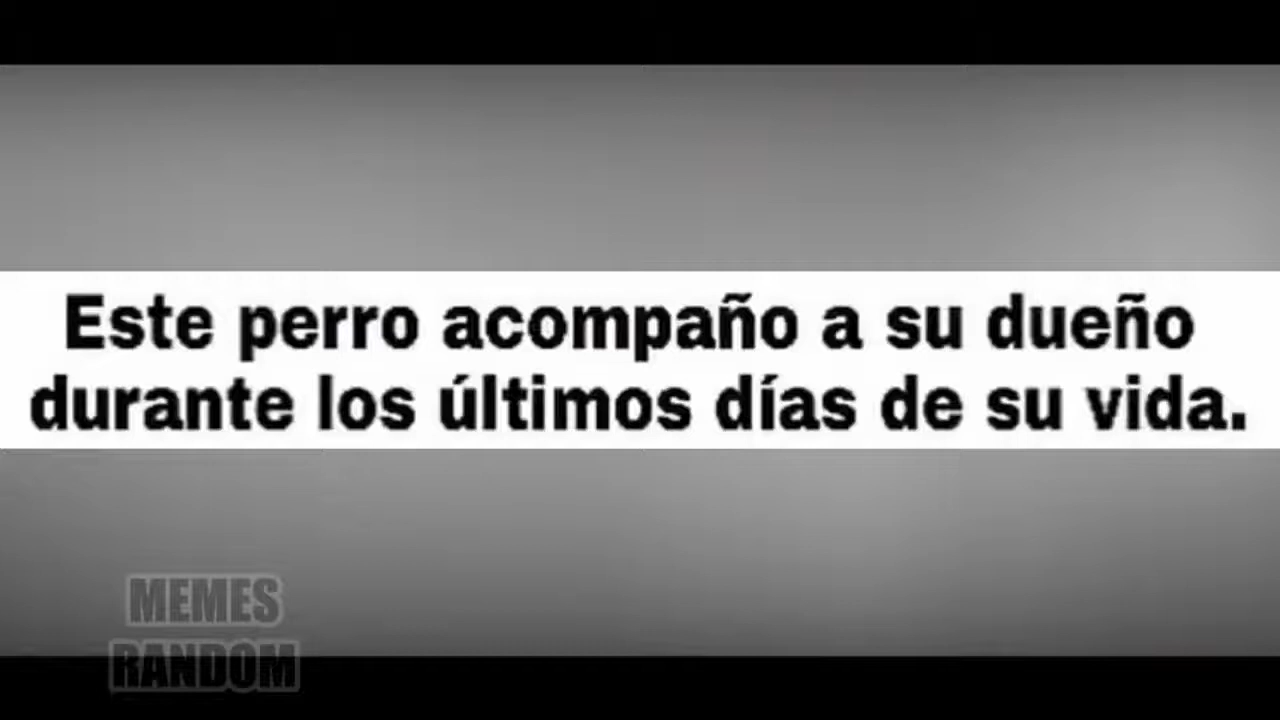 Este perro acompaño a su dueño
durante los últimos días de su vida.
MEMES
RANDOM